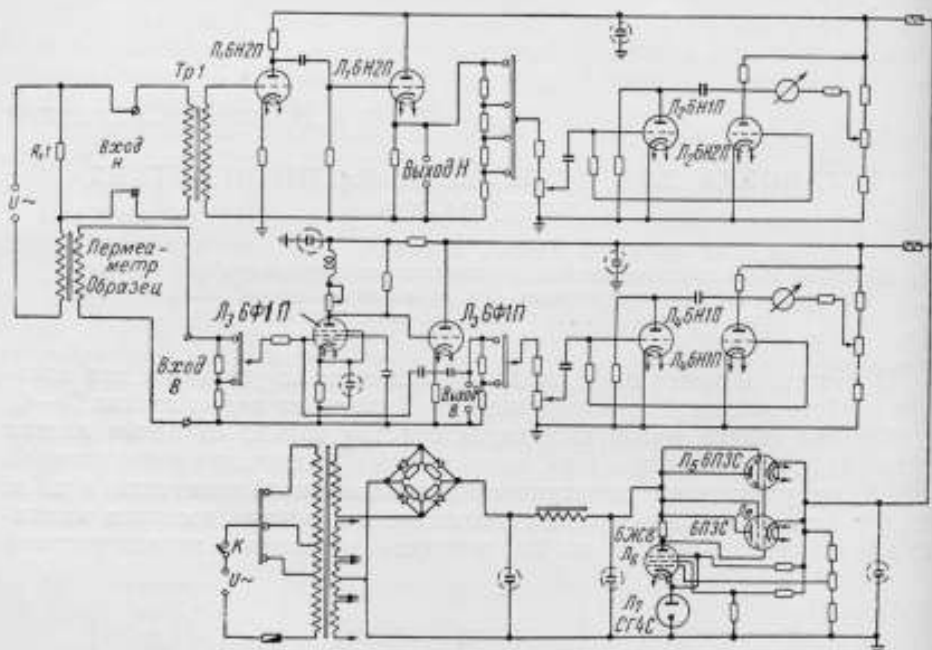 Тр1
Л₁ 6Н2П
Л₁ 6Н2П
Л₂ 6Н1П
Л₂ 6Н2П
R₁,1
Вход
Н
Выход Н
U~
Пермеа-
метр
Образец
Л₃ 6Ф1П
Л₃ 6Ф1П
Л₄ 6Н1П
Л₄ 6Н1П
Вход
В
Выход
В
Л₅ 6П3С
6П3С
6Ж8
Л₆
К
U~
Л₇
СГ4С